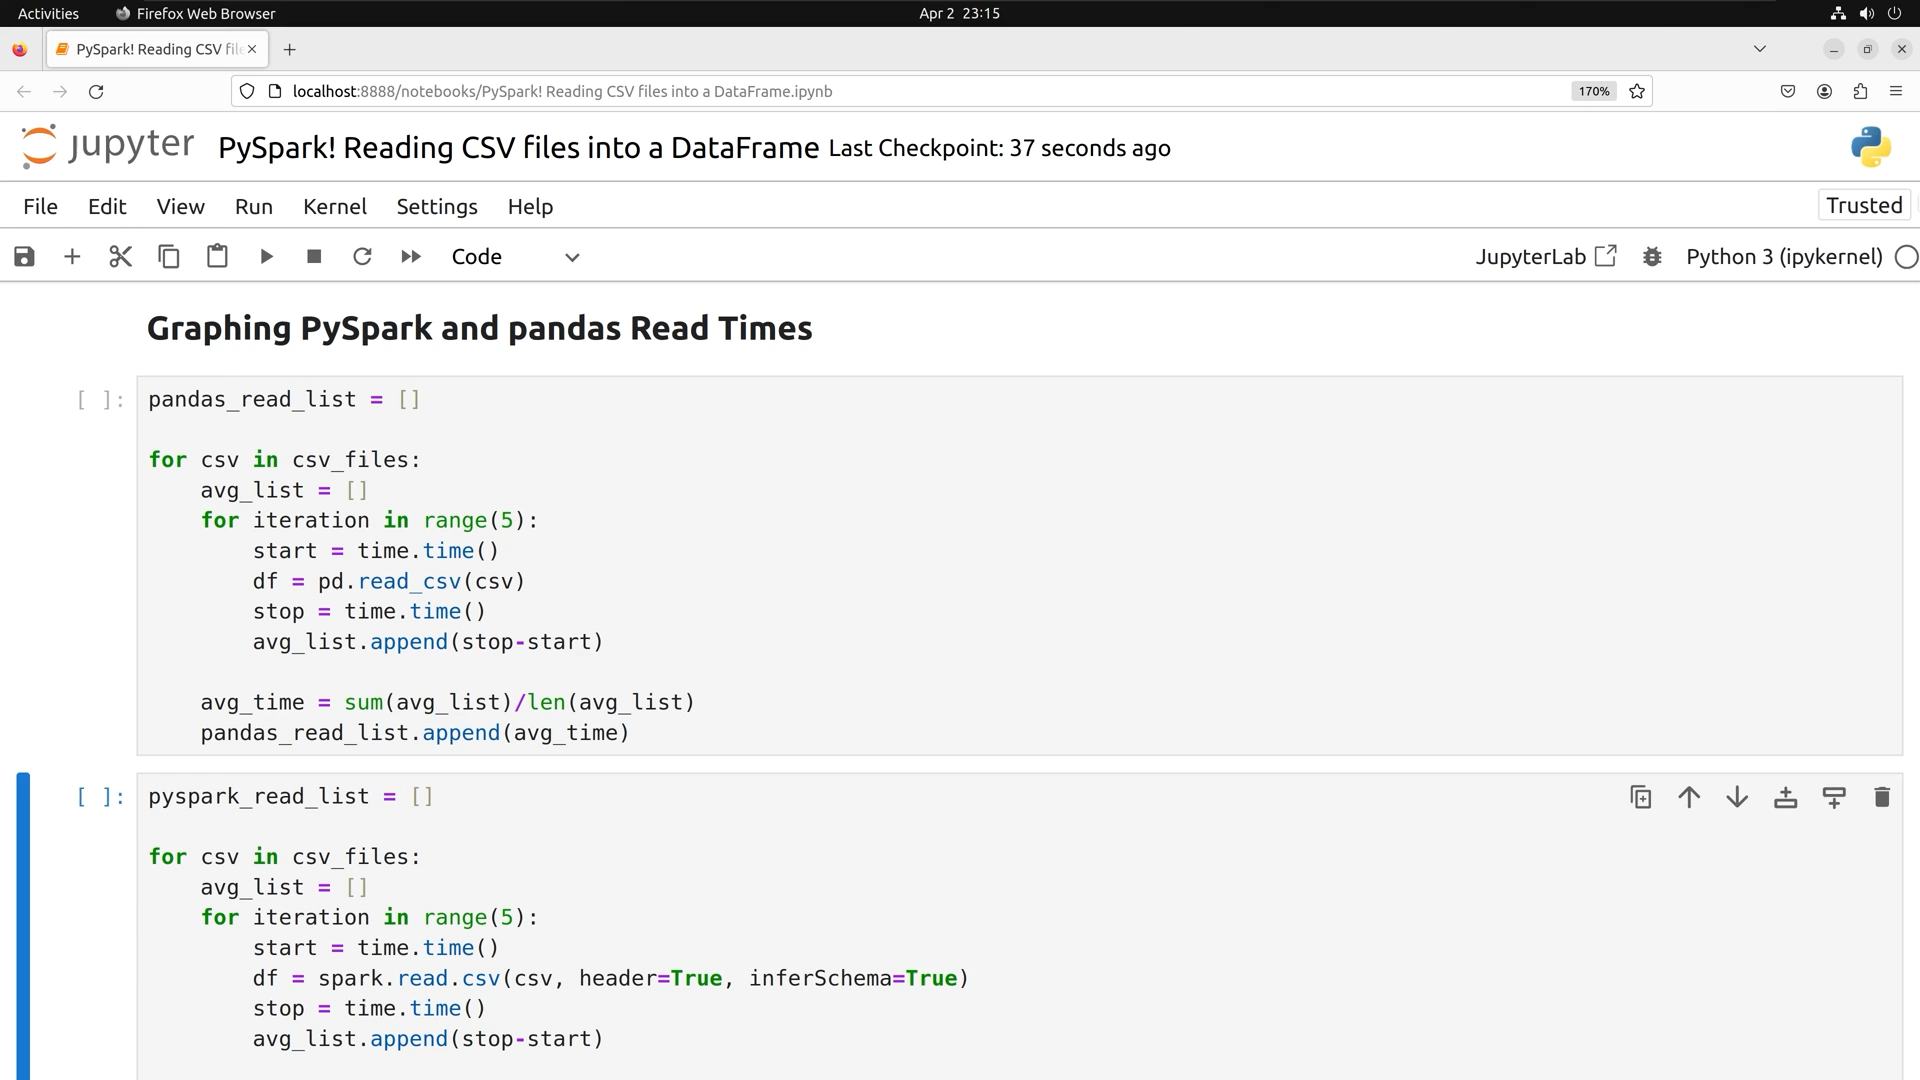 Activities Firefox Web Browser Apr 2 23:15
PySpark! Reading CSV file
localhost:8888/notebooks/PySpark! Reading CSV files into a DataFrame.ipynb 170%
jupyter PySpark! Reading CSV files into a DataFrame Last Checkpoint: 37 seconds ago
File Edit View Run Kernel Settings Help Trusted
Code JupyterLab Python 3 (ipykernel)
Graphing PySpark and pandas Read Times
[ ]: pandas_read_list = []
for csv in csv_files:
    avg_list = []
    for iteration in range(5):
        start = time.time()
        df = pd.read_csv(csv)
        stop = time.time()
        avg_list.append(stop-start)
    avg_time = sum(avg_list)/len(avg_list)
    pandas_read_list.append(avg_time)
[ ]: pyspark_read_list = []
for csv in csv_files:
    avg_list = []
    for iteration in range(5):
        start = time.time()
        df = spark.read.csv(csv, header=True, inferSchema=True)
        stop = time.time()
        avg_list.append(stop-start)